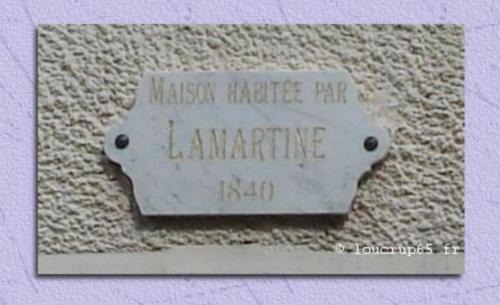 MAISON HABITÉE PAR
LAMARTINE
1840
© loucrup65.fr